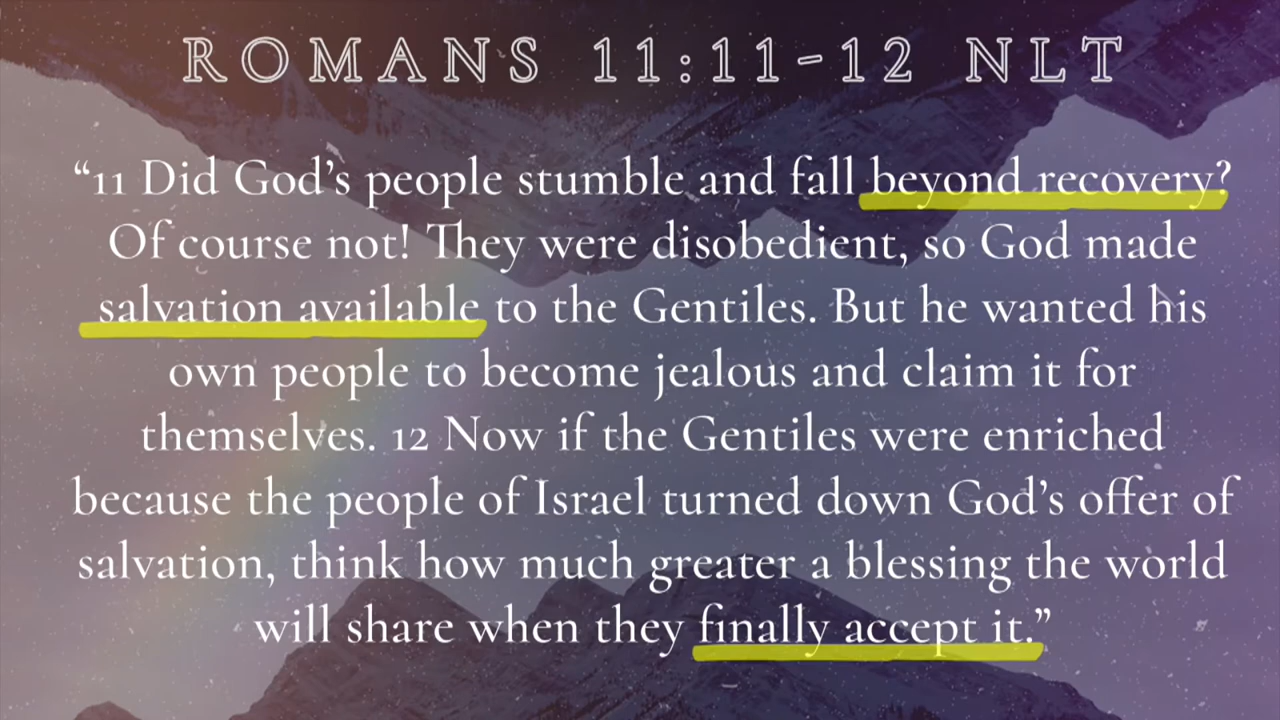 ROMANS 11:11-12 NLT
“11 Did God’s people stumble and fall beyond recovery?
Of course not! They were disobedient, so God made
salvation available to the Gentiles. But he wanted his
own people to become jealous and claim it for
themselves. 12 Now if the Gentiles were enriched
because the people of Israel turned down God’s offer of
salvation, think how much greater a blessing the world
will share when they finally accept it.”